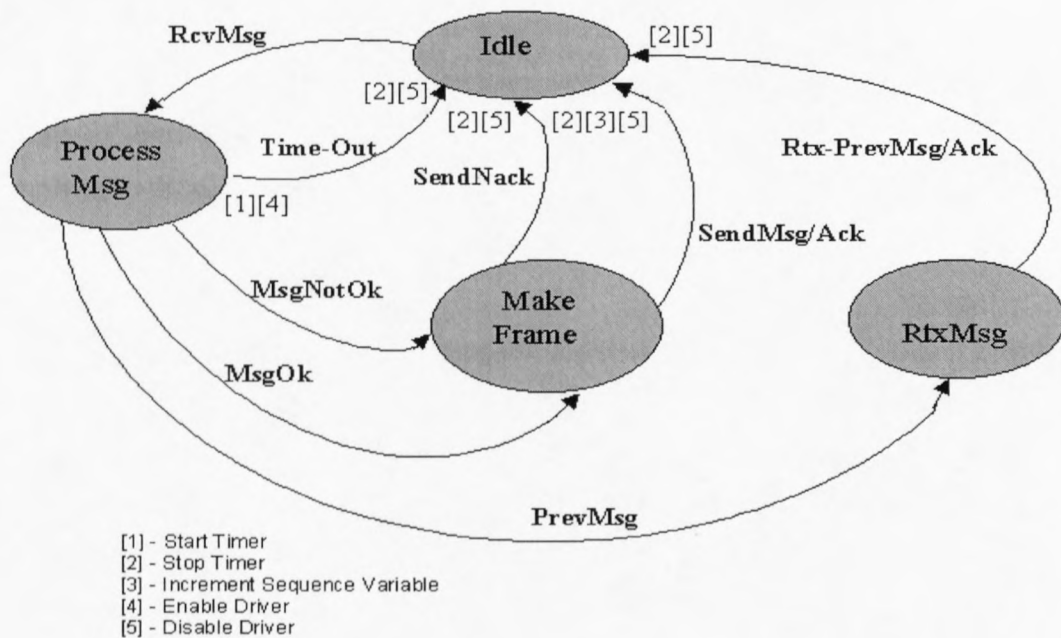 RcvMsg
Idle
[2][5]
[2][5]
[2][5]
[2][3][5]
Process
Msg
Time-Out
Rtx-PrevMsg/Ack
SendNack
[1][4]
SendMsg/Ack
MsgNotOk
Make
Frame
RtxMsg
MsgOk
PrevMsg
[1] - Start Timer
[2] - Stop Timer
[3] - Increment Sequence Variable
[4] - Enable Driver
[5] - Disable Driver